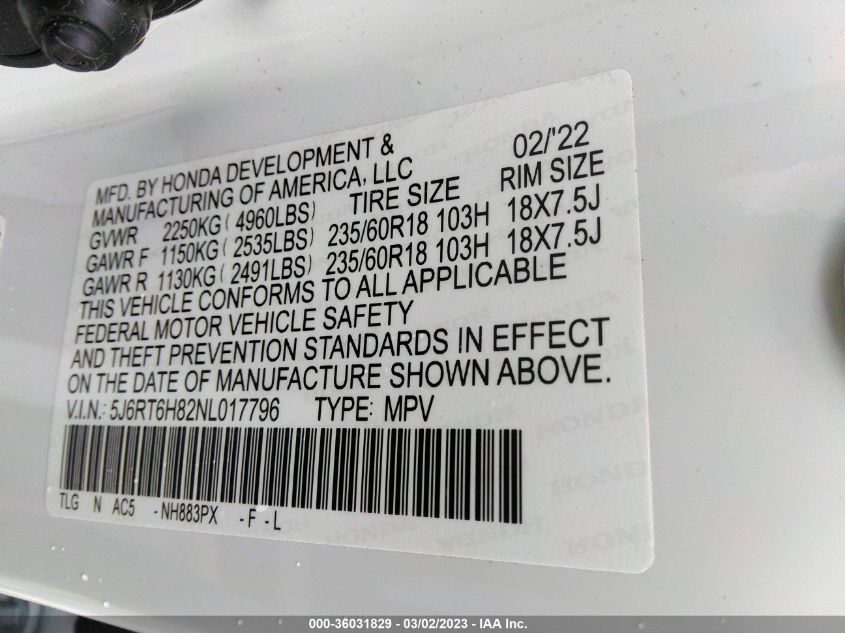 MFD. BY HONDA DEVELOPMENT & 02/'22
MANUFACTURING OF AMERICA, LLC
TIRE SIZE RIM SIZE
GVWR 2250KG ( 4960LBS)
GAWR F 1150KG ( 2535LBS) 235/60R18 103H 18X7.5J
GAWR R 1130KG ( 2491LBS) 235/60R18 103H 18X7.5J
THIS VEHICLE CONFORMS TO ALL APPLICABLE
FEDERAL MOTOR VEHICLE SAFETY
AND THEFT PREVENTION STANDARDS IN EFFECT
ON THE DATE OF MANUFACTURE SHOWN ABOVE.
V.I.N.: 5J6RT6H82NL017796 TYPE: MPV
TLG N AC5 -NH883PX -F -L
000-36031829 — 03/02/2023 — IAA Inc.